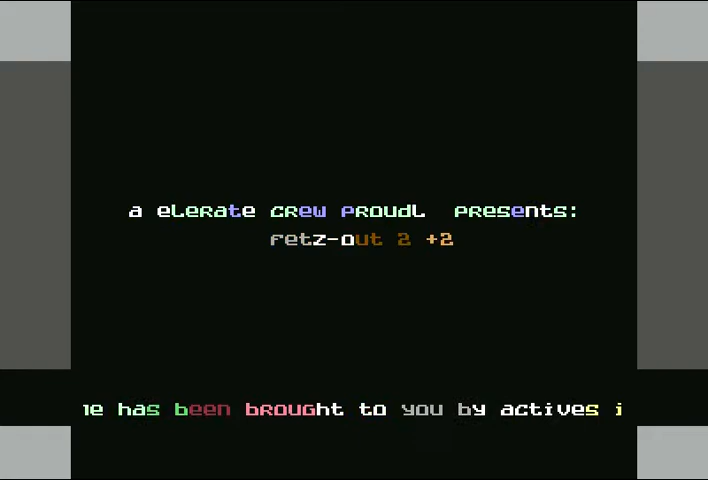 a elerate crew proudl presents:
fetz-out 2 +2
has been brought to you by actives i